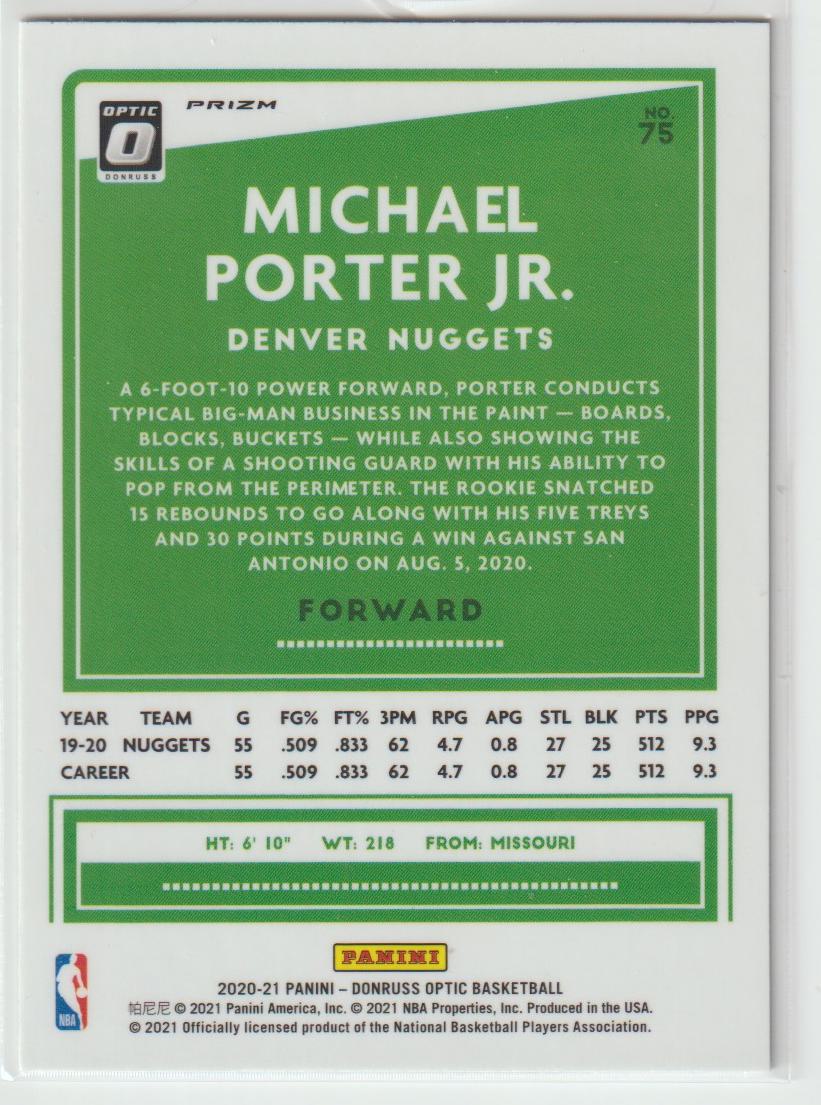 OPTIC
O
DONRUSS
PRIZM
NO.
75
MICHAEL
PORTER JR.
DENVER NUGGETS
A 6-FOOT-10 POWER FORWARD, PORTER CONDUCTS
TYPICAL BIG-MAN BUSINESS IN THE PAINT — BOARDS,
BLOCKS, BUCKETS — WHILE ALSO SHOWING THE
SKILLS OF A SHOOTING GUARD WITH HIS ABILITY TO
POP FROM THE PERIMETER. THE ROOKIE SNATCHED
15 REBOUNDS TO GO ALONG WITH HIS FIVE TREYS
AND 30 POINTS DURING A WIN AGAINST SAN
ANTONIO ON AUG. 5, 2020.
FORWARD
YEAR TEAM G FG% FT% 3PM RPG APG STL BLK PTS PPG
19-20 NUGGETS 55 .509 .833 62 4.7 0.8 27 25 512 9.3
CAREER 55 .509 .833 62 4.7 0.8 27 25 512 9.3
HT: 6' 10" WT: 218 FROM: MISSOURI
PANINI
NBA
2020-21 PANINI – DONRUSS OPTIC BASKETBALL
帕尼尼 © 2021 Panini America, Inc. © 2021 NBA Properties, Inc. Produced in the USA.
© 2021 Officially licensed product of the National Basketball Players Association.